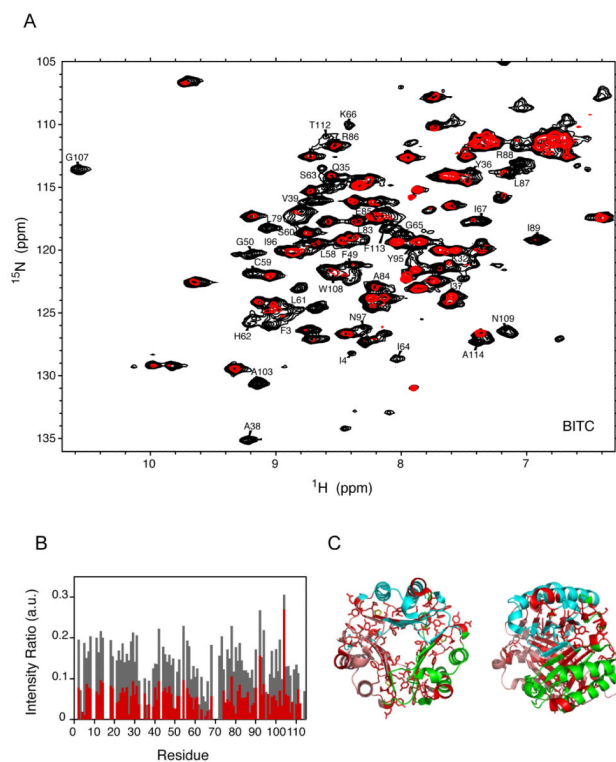 A
105
110
115
120
125
130
135
¹⁵N (ppm)
10
9
8
7
¹H (ppm)
K66
T112
R86
G107
S63
Q35
Y36
R88
L87
V39
E85
I67
L79
L83
G65
S60
F113
I89
G50
I96
L58
F49
Y95
K32
C59
W108
A84
I37
L61
N97
N109
H62
F3
I4
I64
A114
A103
A38
BITC
B
C
0.3
0.2
0.1
0
Intensity Ratio (a.u.)
0 10 20 30 40 50 60 70 80 90 100 110
Residue